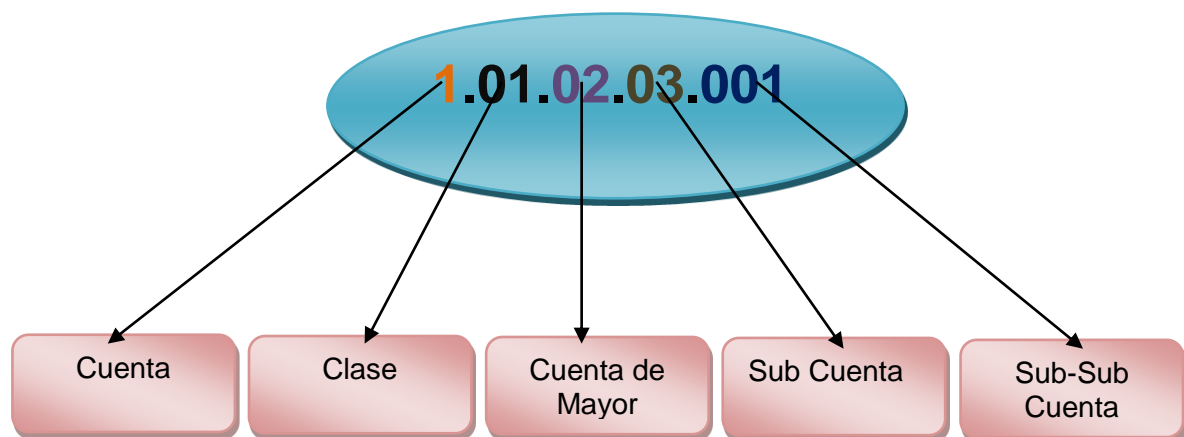 1.01.02.03.001
Cuenta
Clase
Cuenta de
Mayor
Sub Cuenta
Sub-Sub
Cuenta